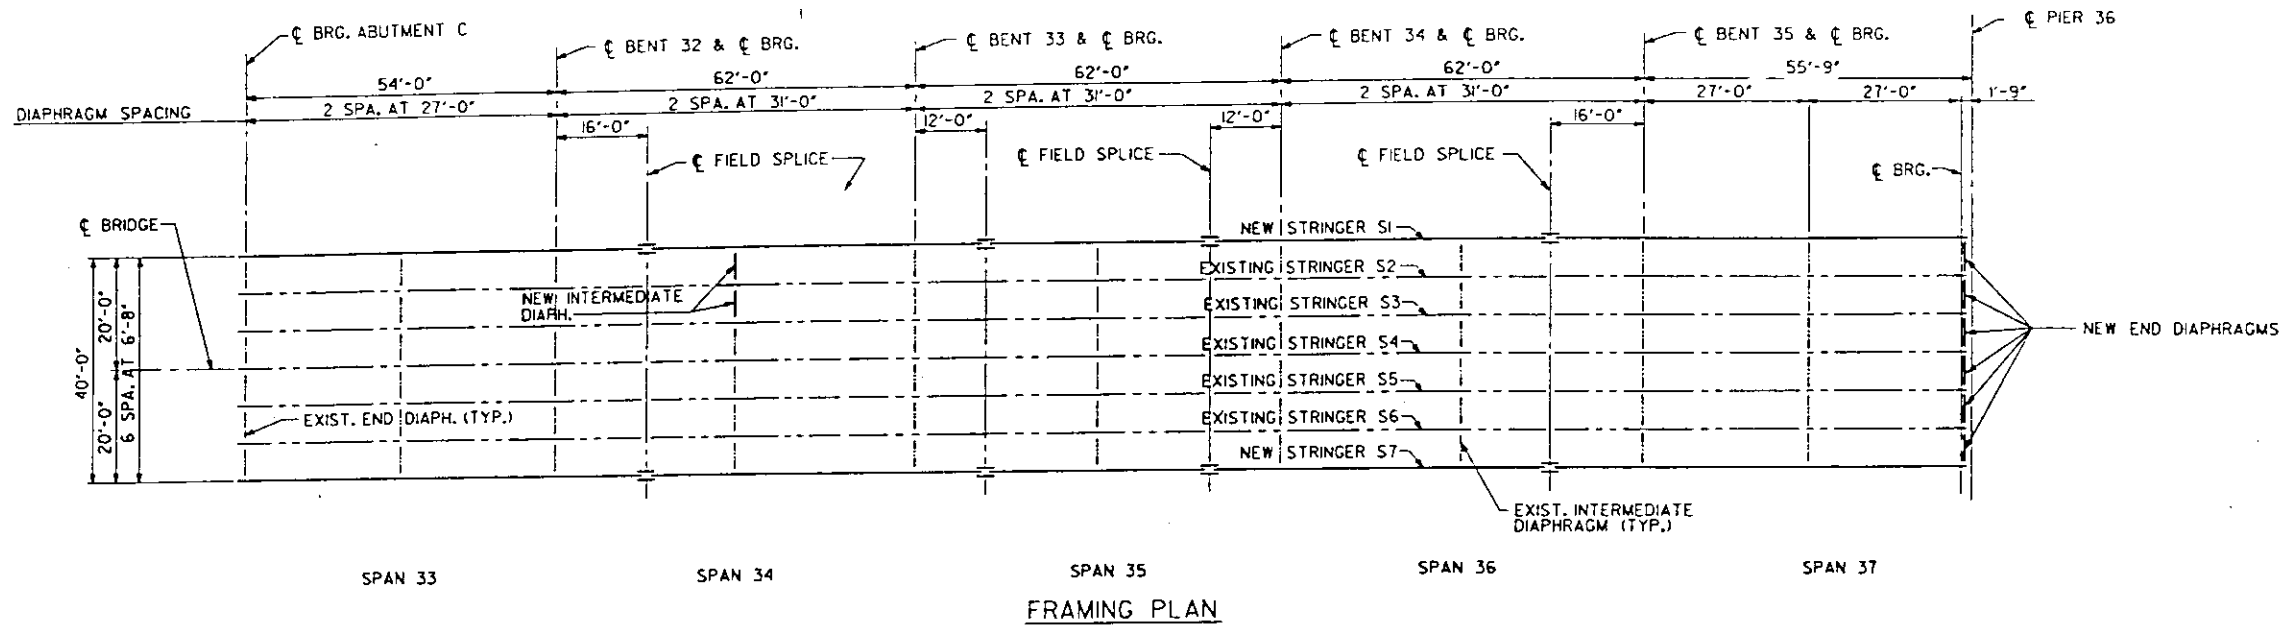 ℄ BRG. ABUTMENT C
℄ BENT 32 & ℄ BRG.
℄ BENT 33 & ℄ BRG.
℄ BENT 34 & ℄ BRG.
℄ BENT 35 & ℄ BRG.
℄ PIER 36
54'-0"
62'-0"
62'-0"
62'-0"
55'-9"
DIAPHRAGM SPACING
2 SPA. AT 27'-0"
2 SPA. AT 31'-0"
2 SPA. AT 31'-0"
2 SPA. AT 31'-0"
27'-0"
27'-0"
1'-9"
16'-0"
12'-0"
12'-0"
16'-0"
℄ FIELD SPLICE
℄ FIELD SPLICE
℄ FIELD SPLICE
℄ BRG.
℄ BRIDGE
NEW STRINGER S1
EXISTING STRINGER S2
EXISTING STRINGER S3
EXISTING STRINGER S4
EXISTING STRINGER S5
EXISTING STRINGER S6
NEW STRINGER S7
NEW INTERMEDIATE
DIAPH.
40'-0"
20'-0"
20'-0"
6 SPA. AT 6'-8"
EXIST. END DIAPH. (TYP.)
NEW END DIAPHRAGMS
EXIST. INTERMEDIATE
DIAPHRAGM (TYP.)
SPAN 33
SPAN 34
SPAN 35
SPAN 36
SPAN 37
FRAMING PLAN